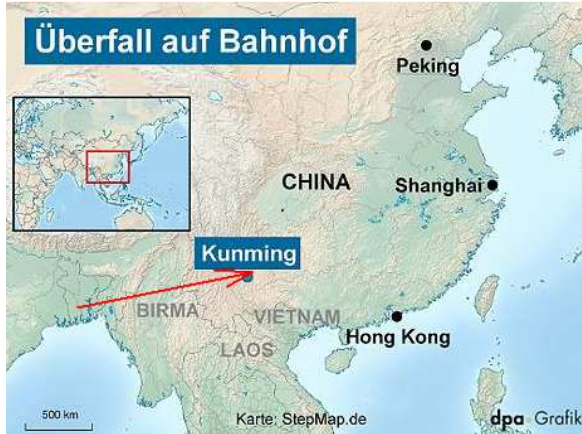 Überfall auf Bahnhof
Peking
CHINA
Shanghai
Kunming
BIRMA
VIETNAM
Hong Kong
LAOS
500 km
Karte: StepMap.de
dpa Grafik